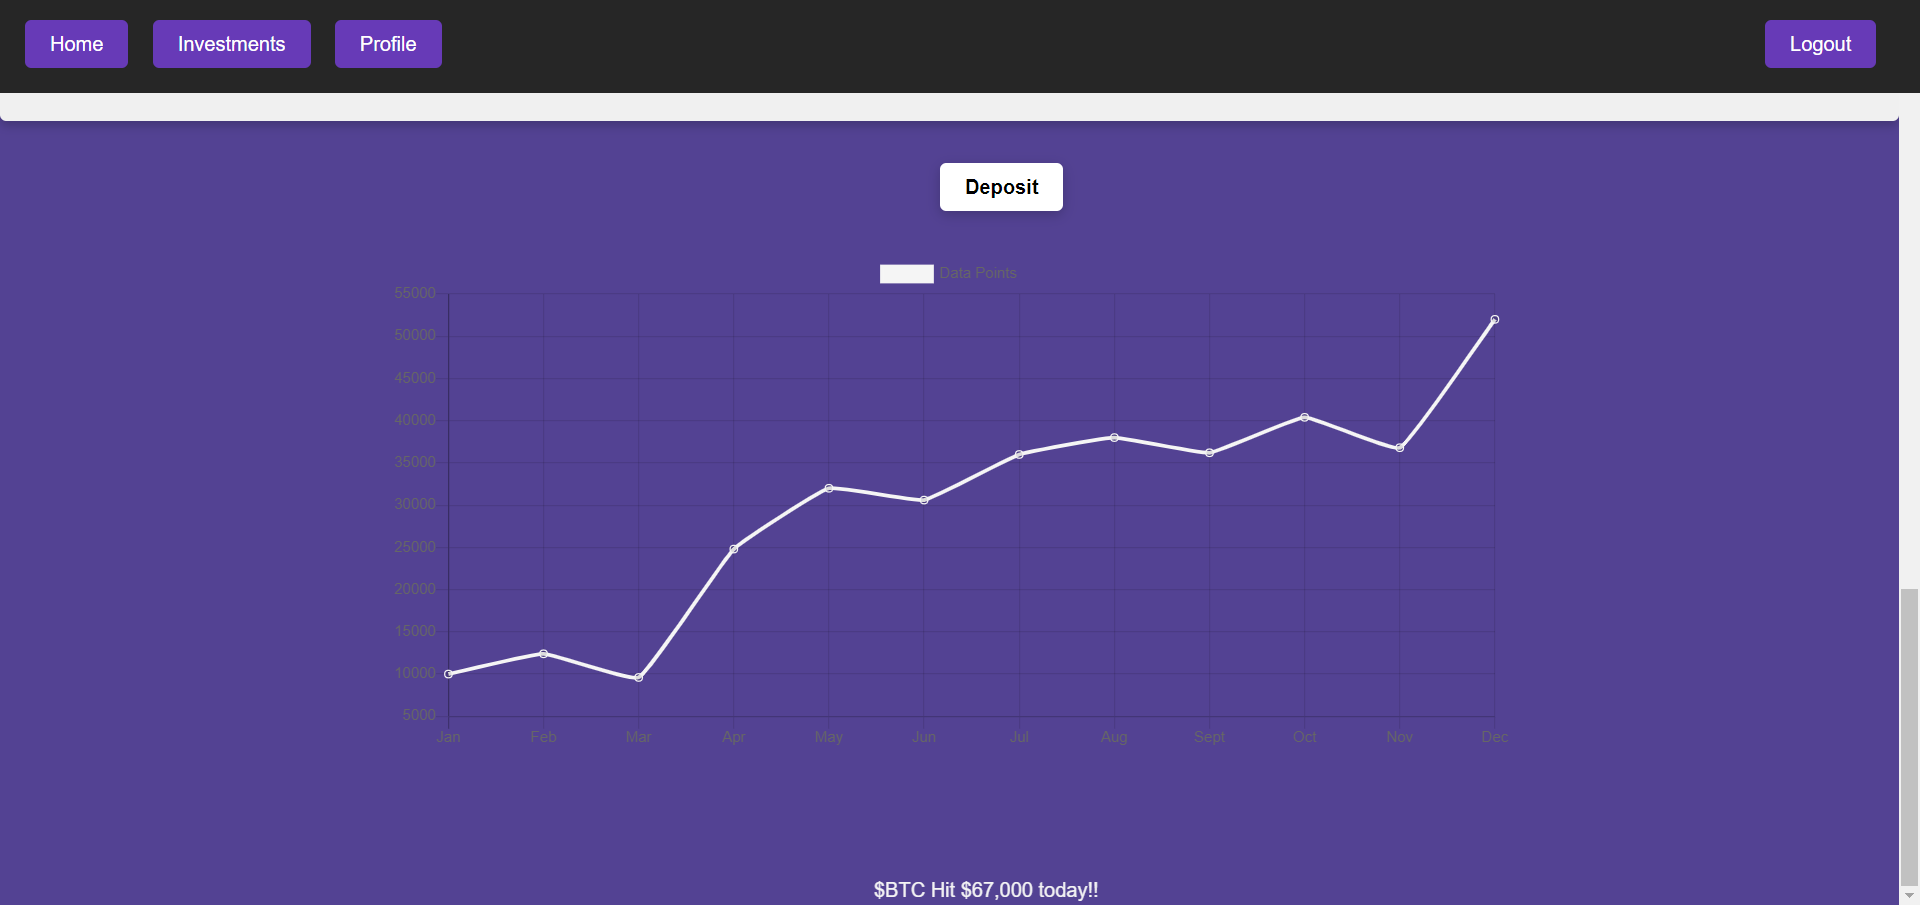 Home Investments Profile Logout
Deposit
Data Points
55000
50000
45000
40000
35000
30000
25000
20000
15000
10000
5000
Jan Feb Mar Apr May Jun Jul Aug Sept Oct Nov Dec
$BTC Hit $67,000 today!!